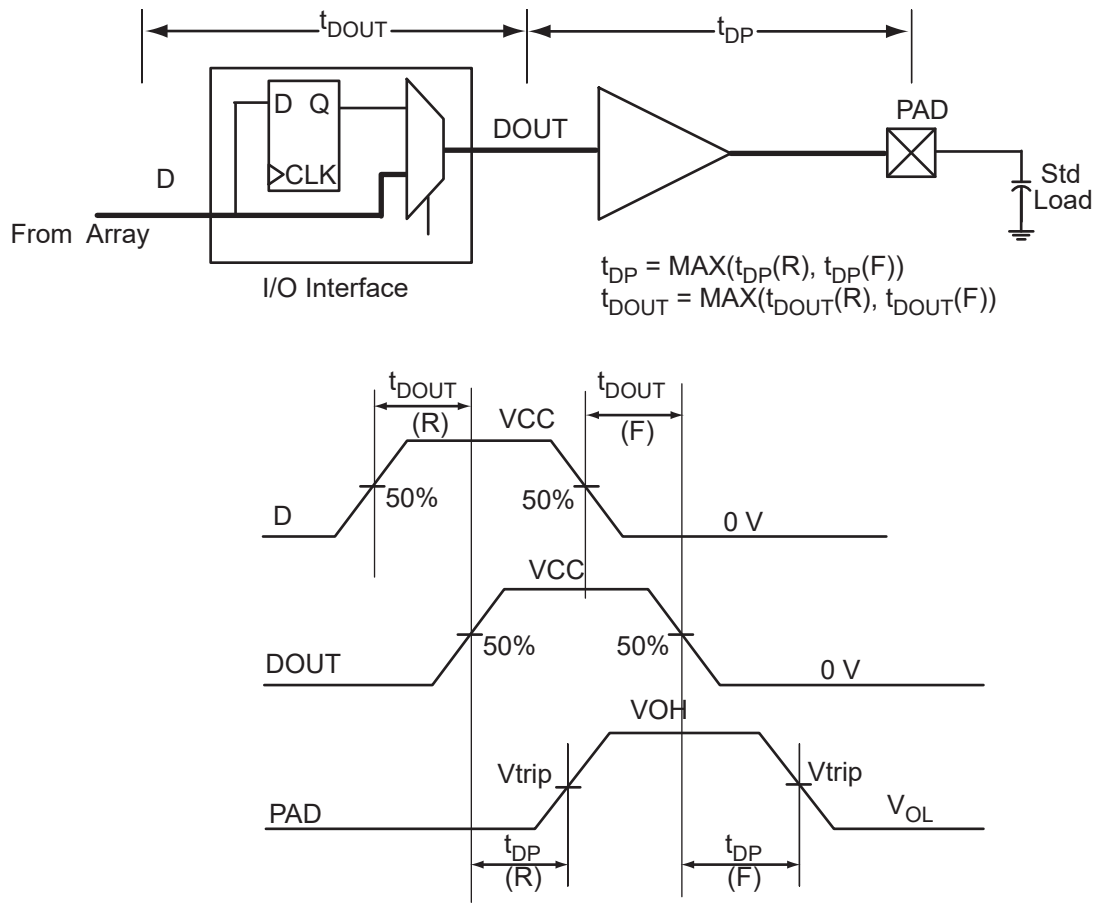 tDOUT
tDP
D Q
CLK
DOUT
PAD
D
From Array
Std
Load
I/O Interface
tDP = MAX(tDP(R), tDP(F))
tDOUT = MAX(tDOUT(R), tDOUT(F))
tDOUT
(R)
VCC
tDOUT
(F)
50%
50%
D
0 V
VCC
50%
50%
DOUT
0 V
VOH
Vtrip
Vtrip
PAD
VOL
tDP
(R)
tDP
(F)